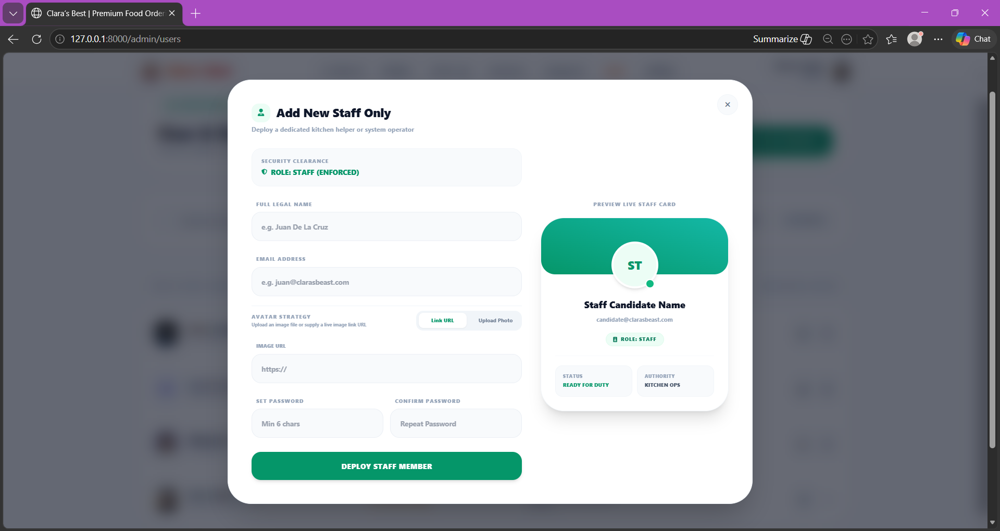 Clara's Best | Premium Food Order
127.0.0.1:8000/admin/users
Summarize
Chat
Add New Staff Only
Deploy a dedicated kitchen helper or system operator
SECURITY CLEARANCE
ROLE: STAFF (ENFORCED)
FULL LEGAL NAME
e.g. Juan De La Cruz
EMAIL ADDRESS
e.g. juan@clarasbeast.com
AVATAR STRATEGY
Upload an image file or supply a live image link URL
Link URL
Upload Photo
IMAGE URL
https://
SET PASSWORD
CONFIRM PASSWORD
Min 6 chars
Repeat Password
DEPLOY STAFF MEMBER
PREVIEW LIVE STAFF CARD
ST
Staff Candidate Name
candidate@clarasbeast.com
ROLE: STAFF
STATUS
READY FOR DUTY
AUTHORITY
KITCHEN OPS